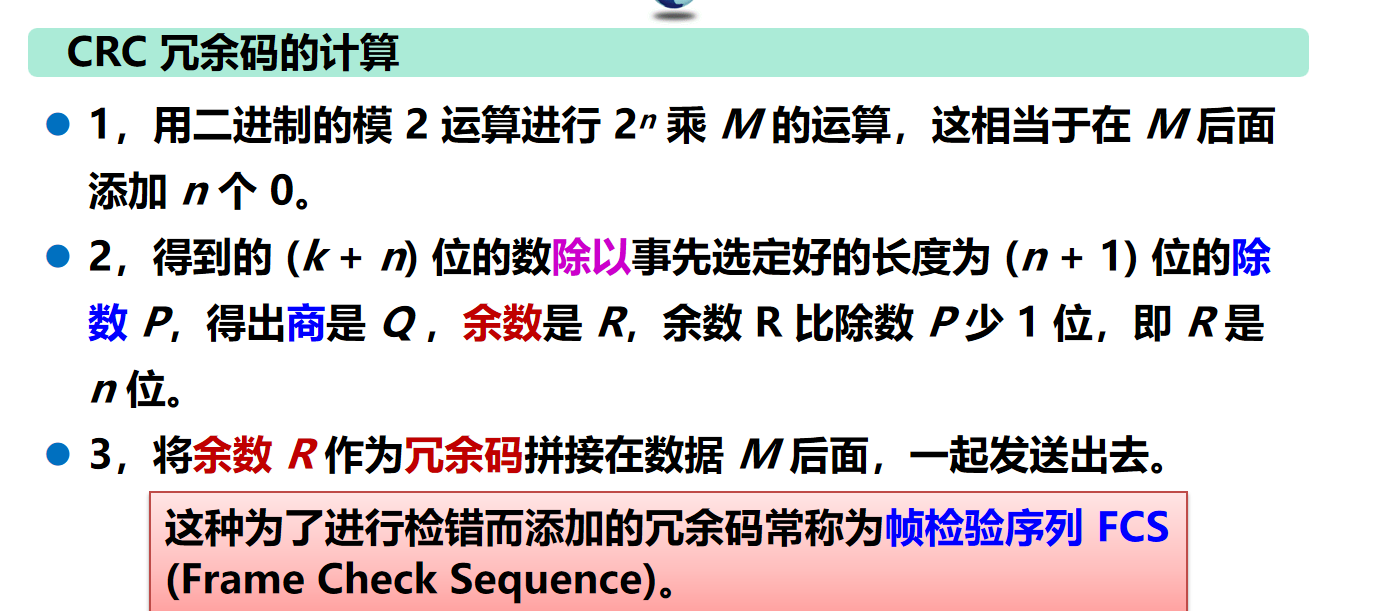 CRC 冗余码的计算
1，用二进制的模 2 运算进行 2ⁿ 乘 M 的运算，这相当于在 M 后面
添加 n 个 0。
2，得到的 (k + n) 位的数除以事先选定好的长度为 (n + 1) 位的除
数 P，得出商是 Q ，余数是 R，余数 R 比除数 P 少 1 位，即 R 是
n 位。
3，将余数 R 作为冗余码拼接在数据 M 后面，一起发送出去。
这种为了进行检错而添加的冗余码常称为帧检验序列 FCS
(Frame Check Sequence)。